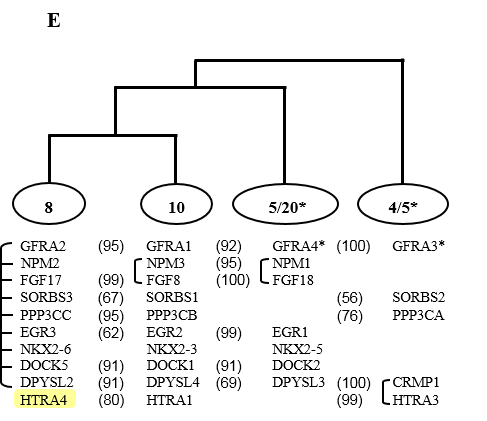 E
8 10 5/20* 4/5*
GFRA2 (95) GFRA1 (92) GFRA4* (100) GFRA3*
NPM2 NPM3 (95) NPM1
FGF17 (99) FGF8 (100) FGF18
SORBS3 (67) SORBS1 (56) SORBS2
PPP3CC (95) PPP3CB (76) PPP3CA
EGR3 (62) EGR2 (99) EGR1
NKX2-6 NKX2-3 NKX2-5
DOCK5 (91) DOCK1 (91) DOCK2
DPYSL2 (91) DPYSL4 (69) DPYSL3 (100) CRMP1
HTRA4 (80) HTRA1 (99) HTRA3